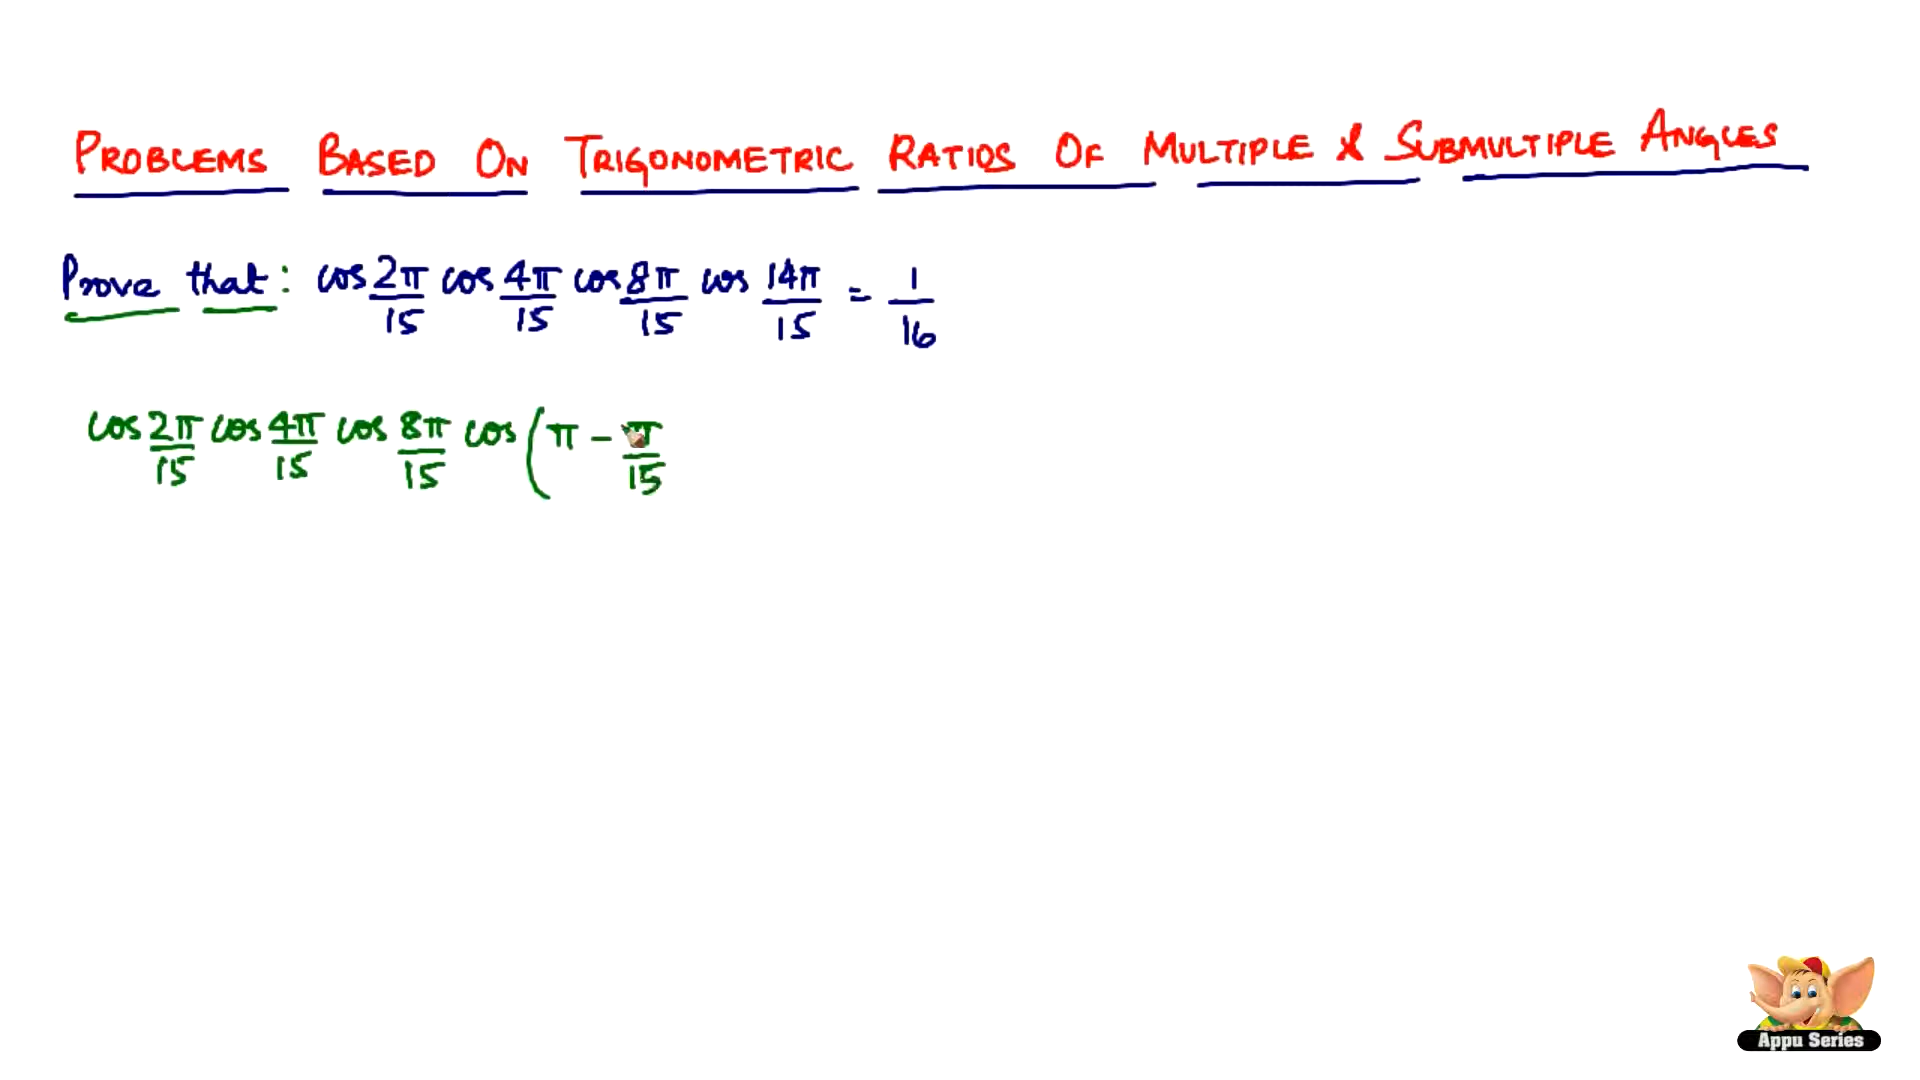 PROBLEMS BASED ON TRIGONOMETRIC RATIOS OF MULTIPLE & SUBMULTIPLE ANGLES
Prove that: cos 2π/15 cos 4π/15 cos 8π/15 cos 14π/15 = 1/16
cos 2π/15 cos 4π/15 cos 8π/15 cos (π - π/15
Appu Series